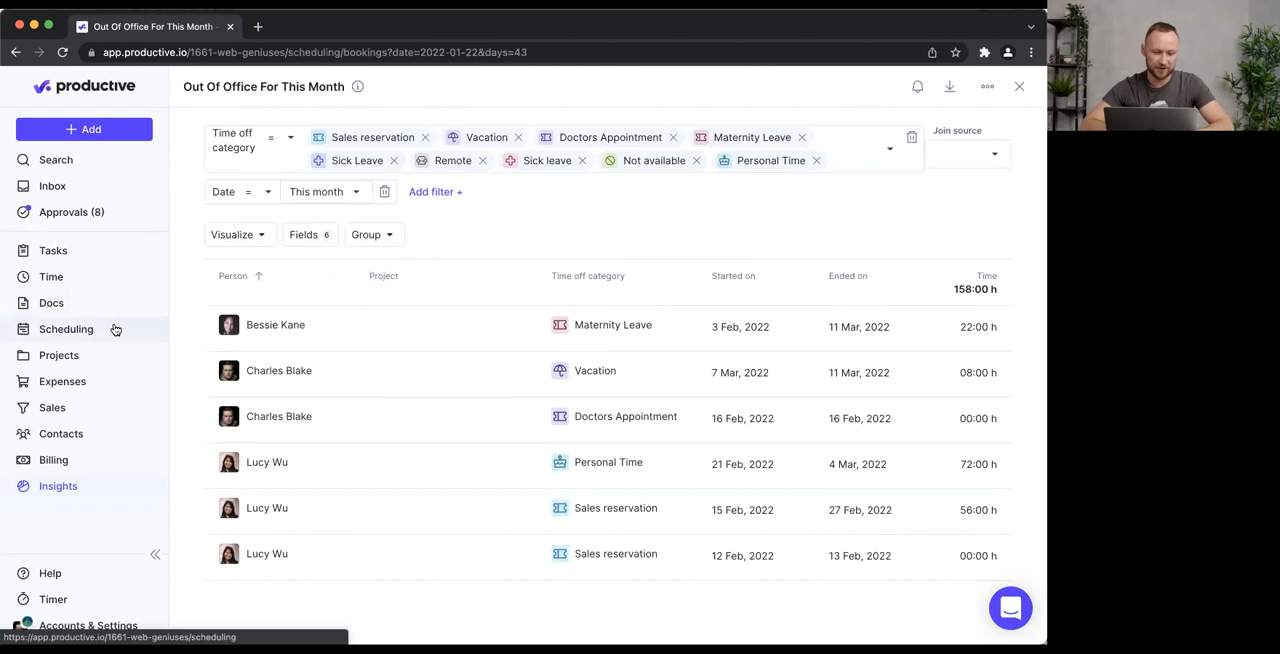 Out Of Office For This Month -
app.productive.io/1661-web-geniuses/scheduling/bookings?date=2022-01-22&days=43
productive
Out Of Office For This Month
+ Add
Search
Inbox
Approvals (8)
Tasks
Time
Docs
Scheduling
Projects
Expenses
Sales
Contacts
Billing
Insights
Help
Timer
Accounts & Settings
https://app.productive.io/1661-web-geniuses/scheduling
Time off category = Sales reservation Vacation Doctors Appointment Maternity Leave
Sick Leave Remote Sick leave Not available Personal Time
Join source
Date = This month Add filter +
Visualize Fields 6 Group
Person Project Time off category Started on Ended on Time
158:00 h
Bessie Kane Maternity Leave 3 Feb, 2022 11 Mar, 2022 22:00 h
Charles Blake Vacation 7 Mar, 2022 11 Mar, 2022 08:00 h
Charles Blake Doctors Appointment 16 Feb, 2022 16 Feb, 2022 00:00 h
Lucy Wu Personal Time 21 Feb, 2022 4 Mar, 2022 72:00 h
Lucy Wu Sales reservation 15 Feb, 2022 27 Feb, 2022 56:00 h
Lucy Wu Sales reservation 12 Feb, 2022 13 Feb, 2022 00:00 h